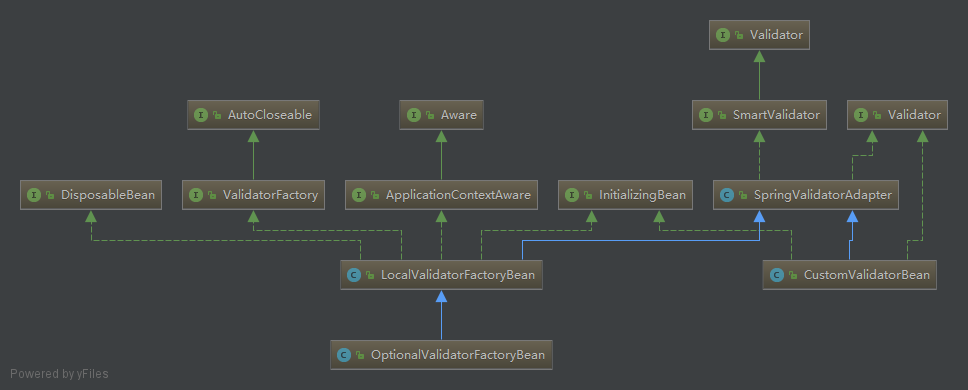 I Validator
I AutoCloseable
I Aware
I SmartValidator
I Validator
I DisposableBean
I ValidatorFactory
I ApplicationContextAware
I InitializingBean
C SpringValidatorAdapter
C LocalValidatorFactoryBean
C CustomValidatorBean
C OptionalValidatorFactoryBean
Powered by yFiles